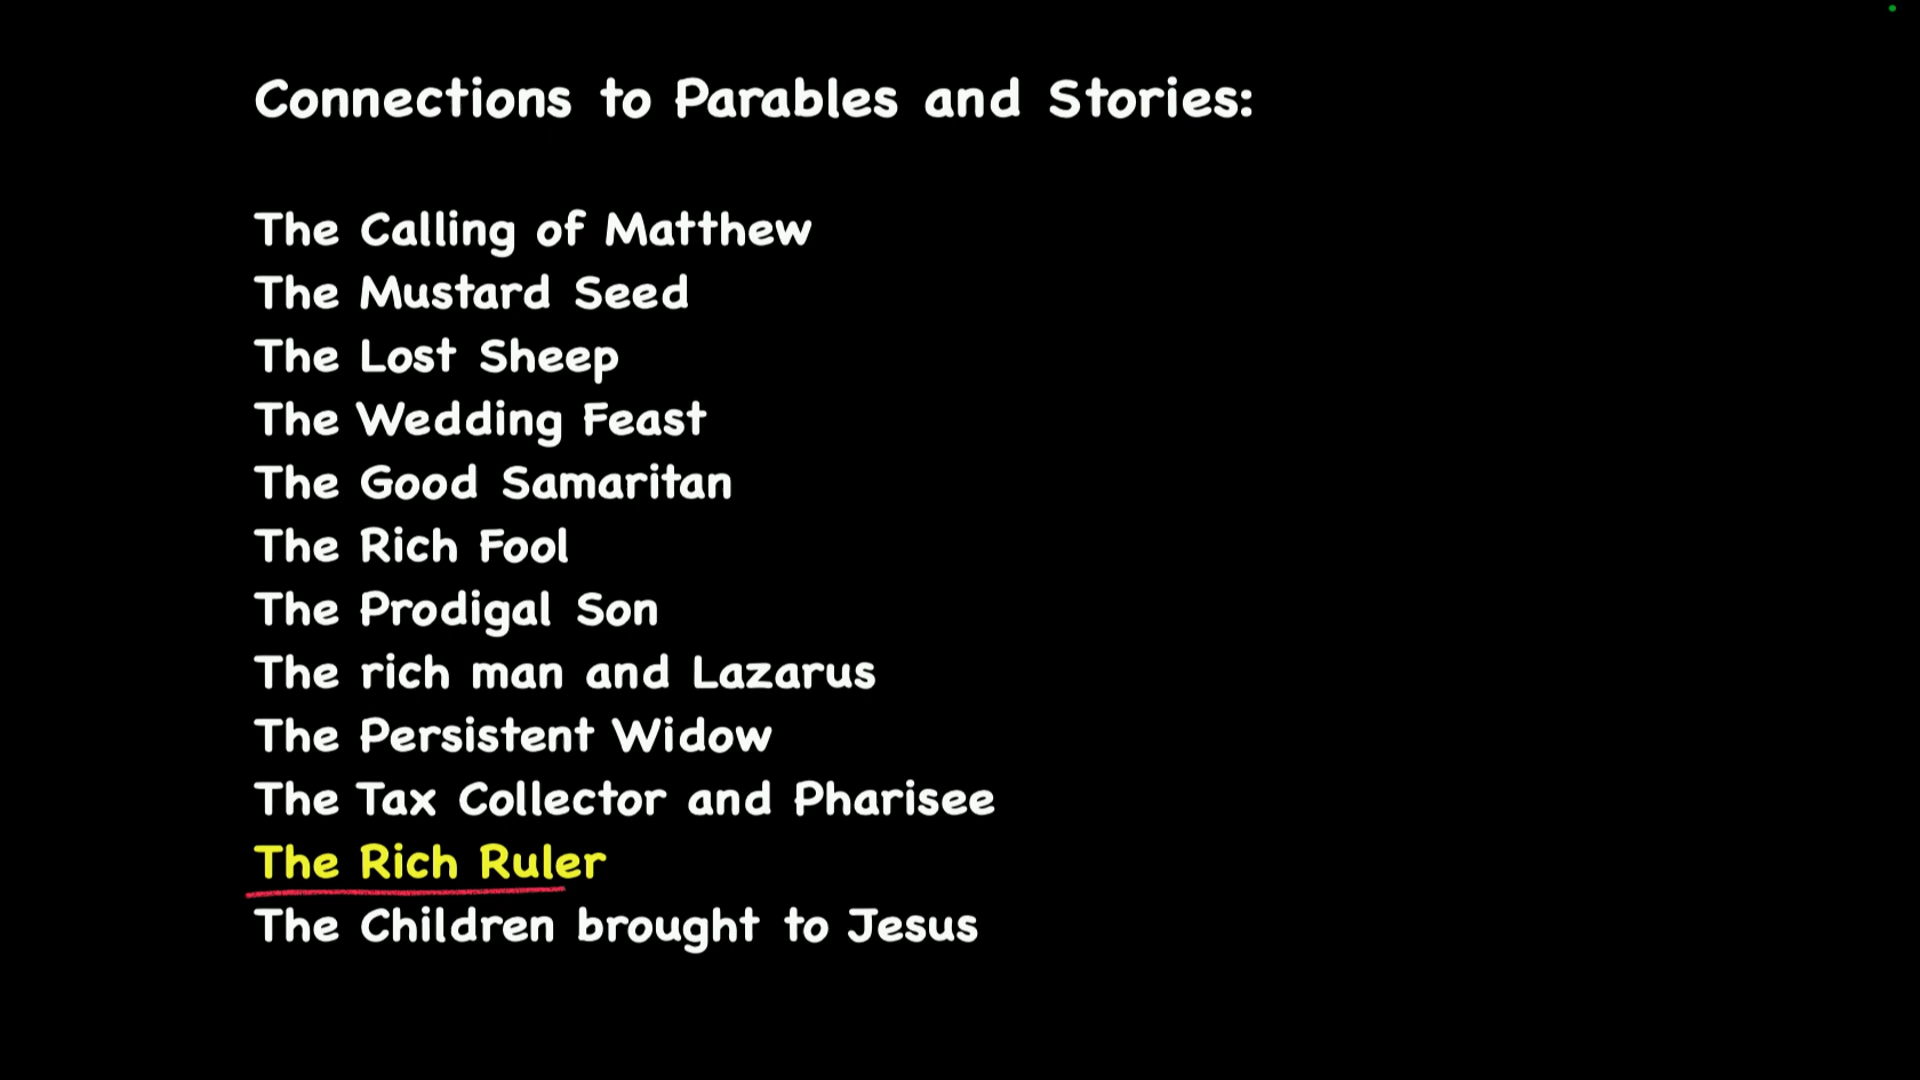 Connections to Parables and Stories:
The Calling of Matthew
The Mustard Seed
The Lost Sheep
The Wedding Feast
The Good Samaritan
The Rich Fool
The Prodigal Son
The rich man and Lazarus
The Persistent Widow
The Tax Collector and Pharisee
The Rich Ruler
The Children brought to Jesus